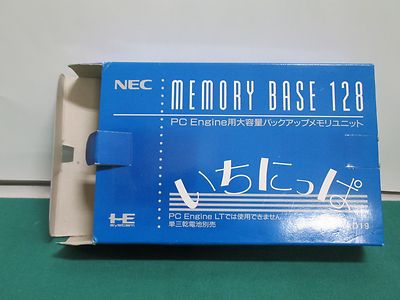 NEC MEMORY BASE 128
PC Engine用大容量バックアップメモリユニット
いちにっぱ
HE
system
PC Engine LTでは使用できません
単三乾電池別売